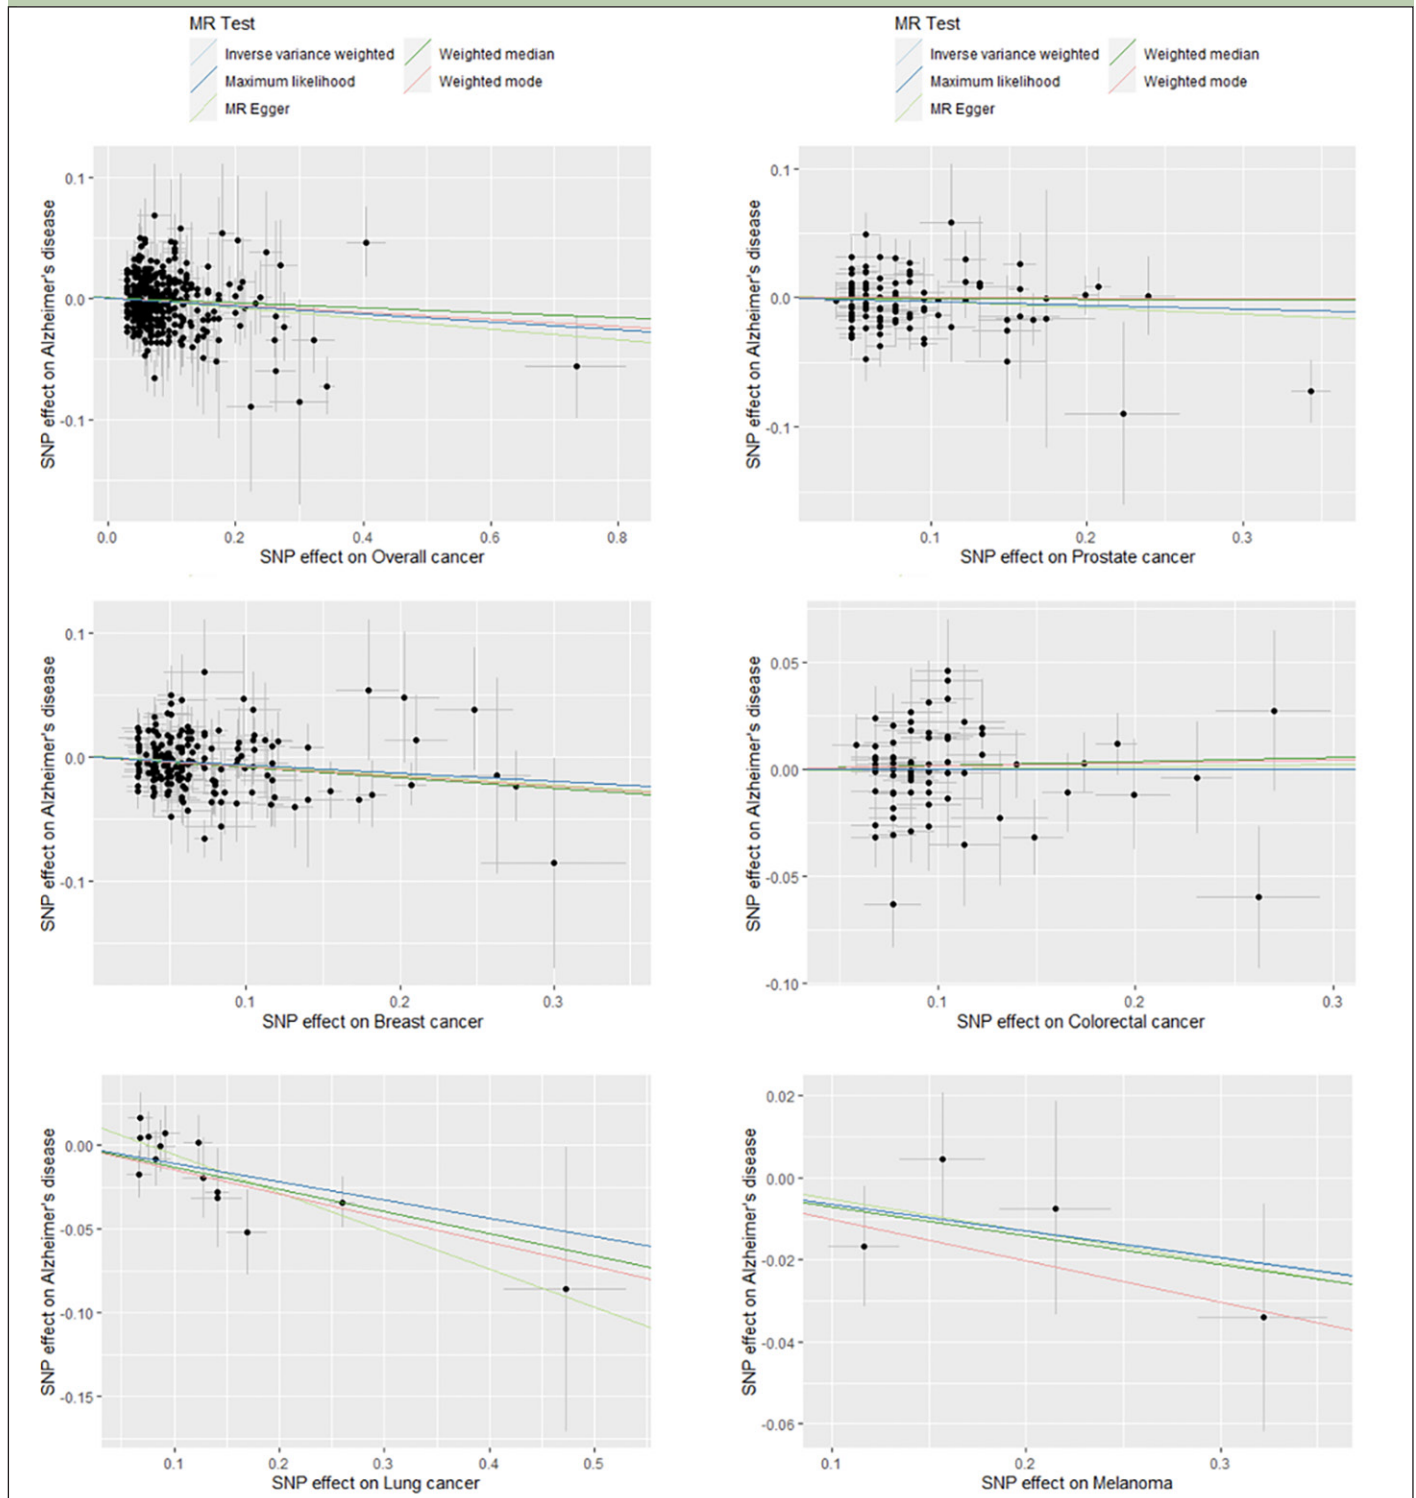 MR Test
Inverse variance weighted
Weighted median
Maximum likelihood
Weighted mode
MR Egger
MR Test
Inverse variance weighted
Weighted median
Maximum likelihood
Weighted mode
MR Egger
SNP effect on Alzheimer's disease
0.1
0.0
-0.1
0.0 0.2 0.4 0.6 0.8
SNP effect on Overall cancer
SNP effect on Alzheimer's disease
0.1
0.0
-0.1
0.1 0.2 0.3
SNP effect on Prostate cancer
SNP effect on Alzheimer's disease
0.1
0.0
-0.1
0.1 0.2 0.3
SNP effect on Breast cancer
SNP effect on Alzheimer's disease
0.05
0.00
-0.05
-0.10
0.1 0.2 0.3
SNP effect on Colorectal cancer
SNP effect on Alzheimer's disease
0.00
-0.05
-0.10
-0.15
0.1 0.2 0.3 0.4 0.5
SNP effect on Lung cancer
SNP effect on Alzheimer's disease
0.02
0.00
-0.02
-0.04
-0.06
0.1 0.2 0.3
SNP effect on Melanoma